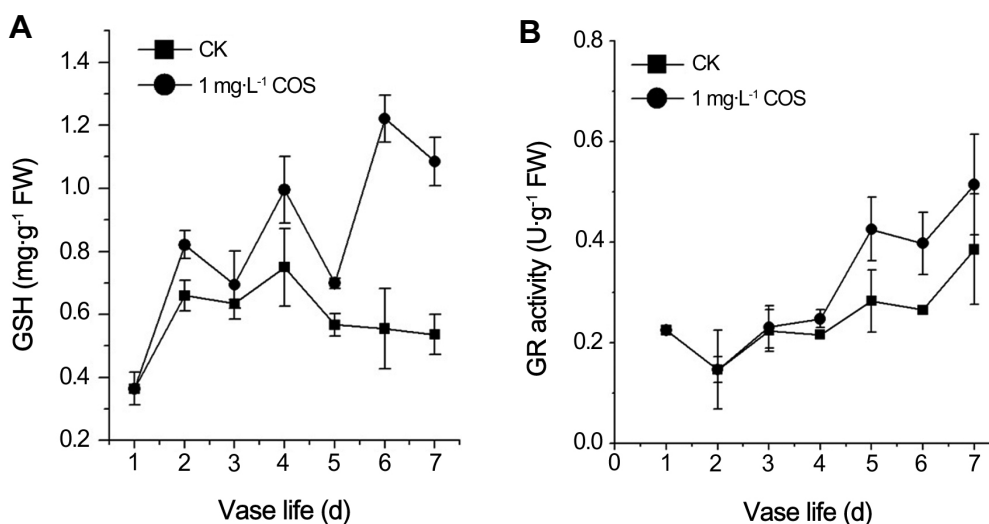 A
CK
1 mg·L⁻¹ COS
GSH (mg·g⁻¹ FW)
1.4
1.2
1.0
0.8
0.6
0.4
0.2
1 2 3 4 5 6 7
Vase life (d)
B
CK
1 mg·L⁻¹ COS
GR activity (U·g⁻¹ FW)
0.8
0.6
0.4
0.2
0.0
0 1 2 3 4 5 6 7
Vase life (d)